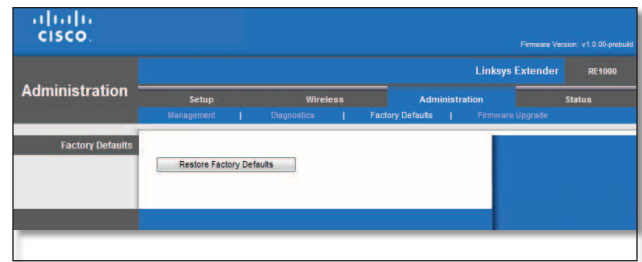 CISCO.
Firmware Version: v1.0.00-prebuild
Linksys Extender RE1000
Administration
Setup Wireless Administration Status
Management | Diagnostics | Factory Defaults | Firmware Upgrade
Factory Defaults
Restore Factory Defaults